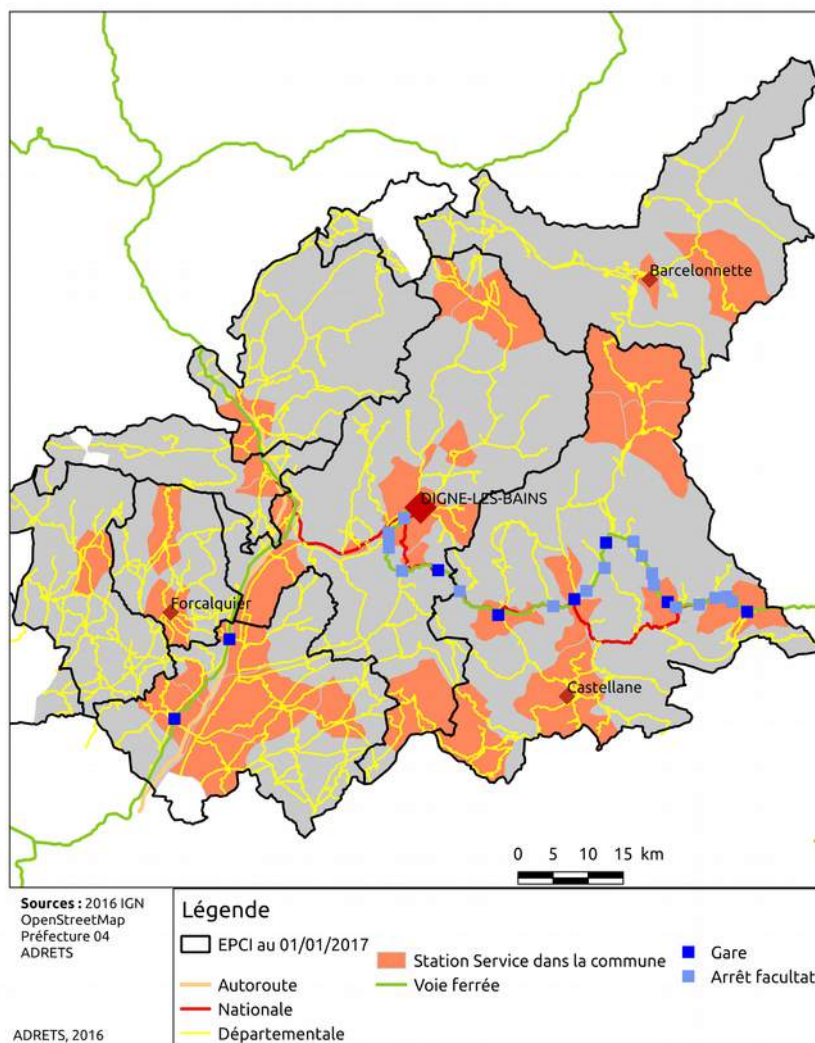 Barcelonnette
DIGNE-LES-BAINS
Forcalquier
Castellane
0 5 10 15 km
Sources : 2016 IGN
OpenStreetMap
Préfecture 04
ADRETS
ADRETS, 2016
Légende
EPCI au 01/01/2017
Autoroute
Nationale
Départementale
Station Service dans la commune
Voie ferrée
Gare
Arrêt facultat